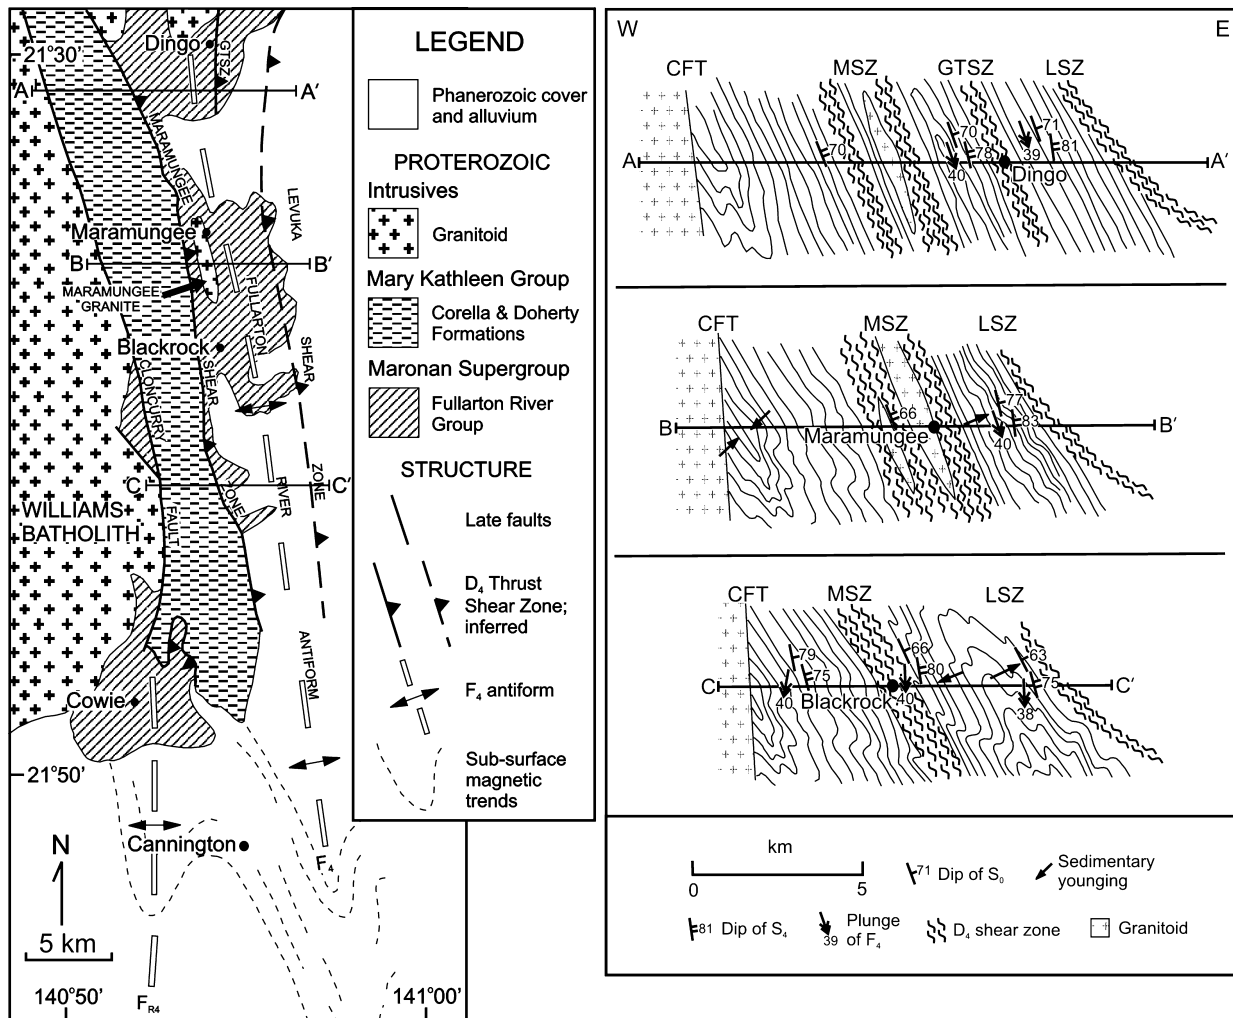 21°30'
Dingo
GTSZ
A
A'
MARAMUNGEE
LEVUKA
Maramungee
B
B'
MARAMUNGEE
GRANITE
FULLARTON
Blackrock
SHEAR
SHEAR
CLONCURRY
C
C'
ZONE
RIVER
ZONE
WILLIAMS
BATHOLITH
FAULT
ANTIFORM
Cowie
21°50'
N
Cannington
F4
5 km
FR4
140°50'
141°00'
LEGEND
Phanerozoic cover
and alluvium
PROTEROZOIC
Intrusives
Granitoid
Mary Kathleen Group
Corella & Doherty
Formations
Maronan Supergroup
Fullarton River
Group
STRUCTURE
Late faults
D4 Thrust
Shear Zone;
inferred
F4 antiform
Sub-surface
magnetic
trends
W
E
CFT
MSZ
GTSZ
LSZ
70
70
78
40
39
71
81
A
A'
Dingo
CFT
MSZ
LSZ
66
77
83
40
B
B'
Maramungee
CFT
MSZ
LSZ
79
75
40
66
80
40
63
75
38
C
C'
Blackrock
km
0
5
71 Dip of S0
Sedimentary
younging
81 Dip of S4
39
Plunge
of F4
D4 shear zone
Granitoid